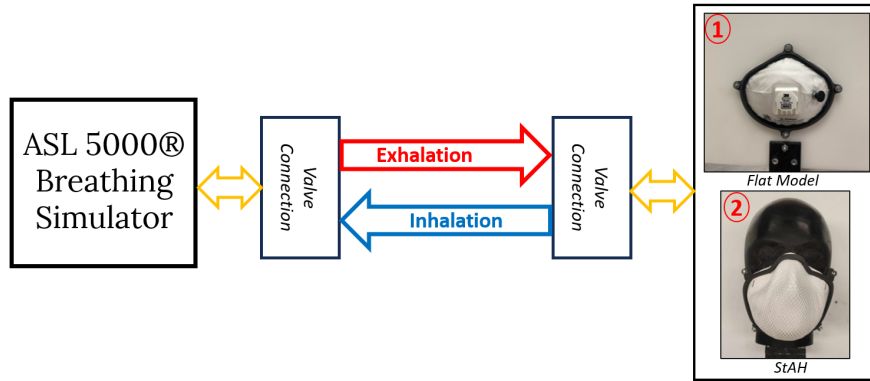 ASL 5000®
Breathing
Simulator
Valve
Connection
Exhalation
Inhalation
Valve
Connection
1
Flat Model
2
StAH